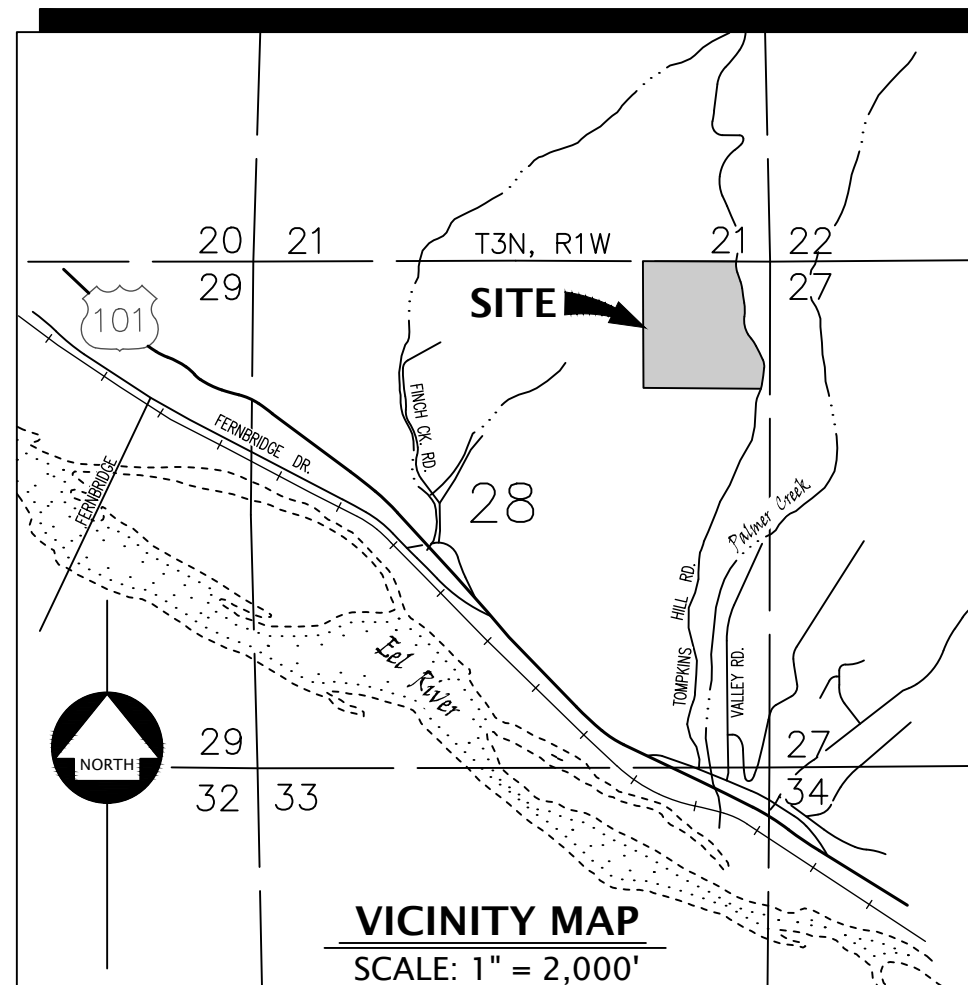 20 21 T3N, R1W 21 22
29 27
SITE
101
FINCH CK. RD.
FERNBRIDGE DR.
FERNBRIDGE
28
Palmer Creek
TOMPKINS HILL RD.
VALLEY RD.
Eel River
NORTH
29 27
32 33 34
VICINITY MAP
SCALE: 1" = 2,000'